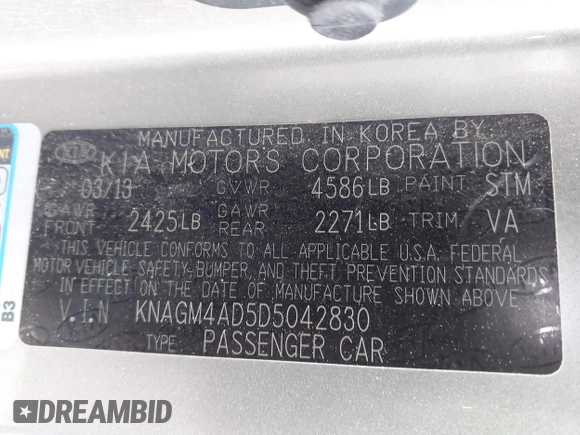 MANUFACTURED IN KOREA BY
KIA KIA MOTORS CORPORATION
03/13 GVWR 4586LB PAINT STM
GAWR FRONT 2425LB GAWR REAR 2271LB TRIM VA
THIS VEHICLE CONFORMS TO ALL APPLICABLE U.S.A. FEDERAL
MOTOR VEHICLE SAFETY,BUMPER, AND THEFT PREVENTION STANDARDS
IN EFFECT ON THE DATE OF MANUFACTURE SHOWN ABOVE
V.I.N KNAGM4AD5D5042830
TYPE: PASSENGER CAR
B3
DREAMBID